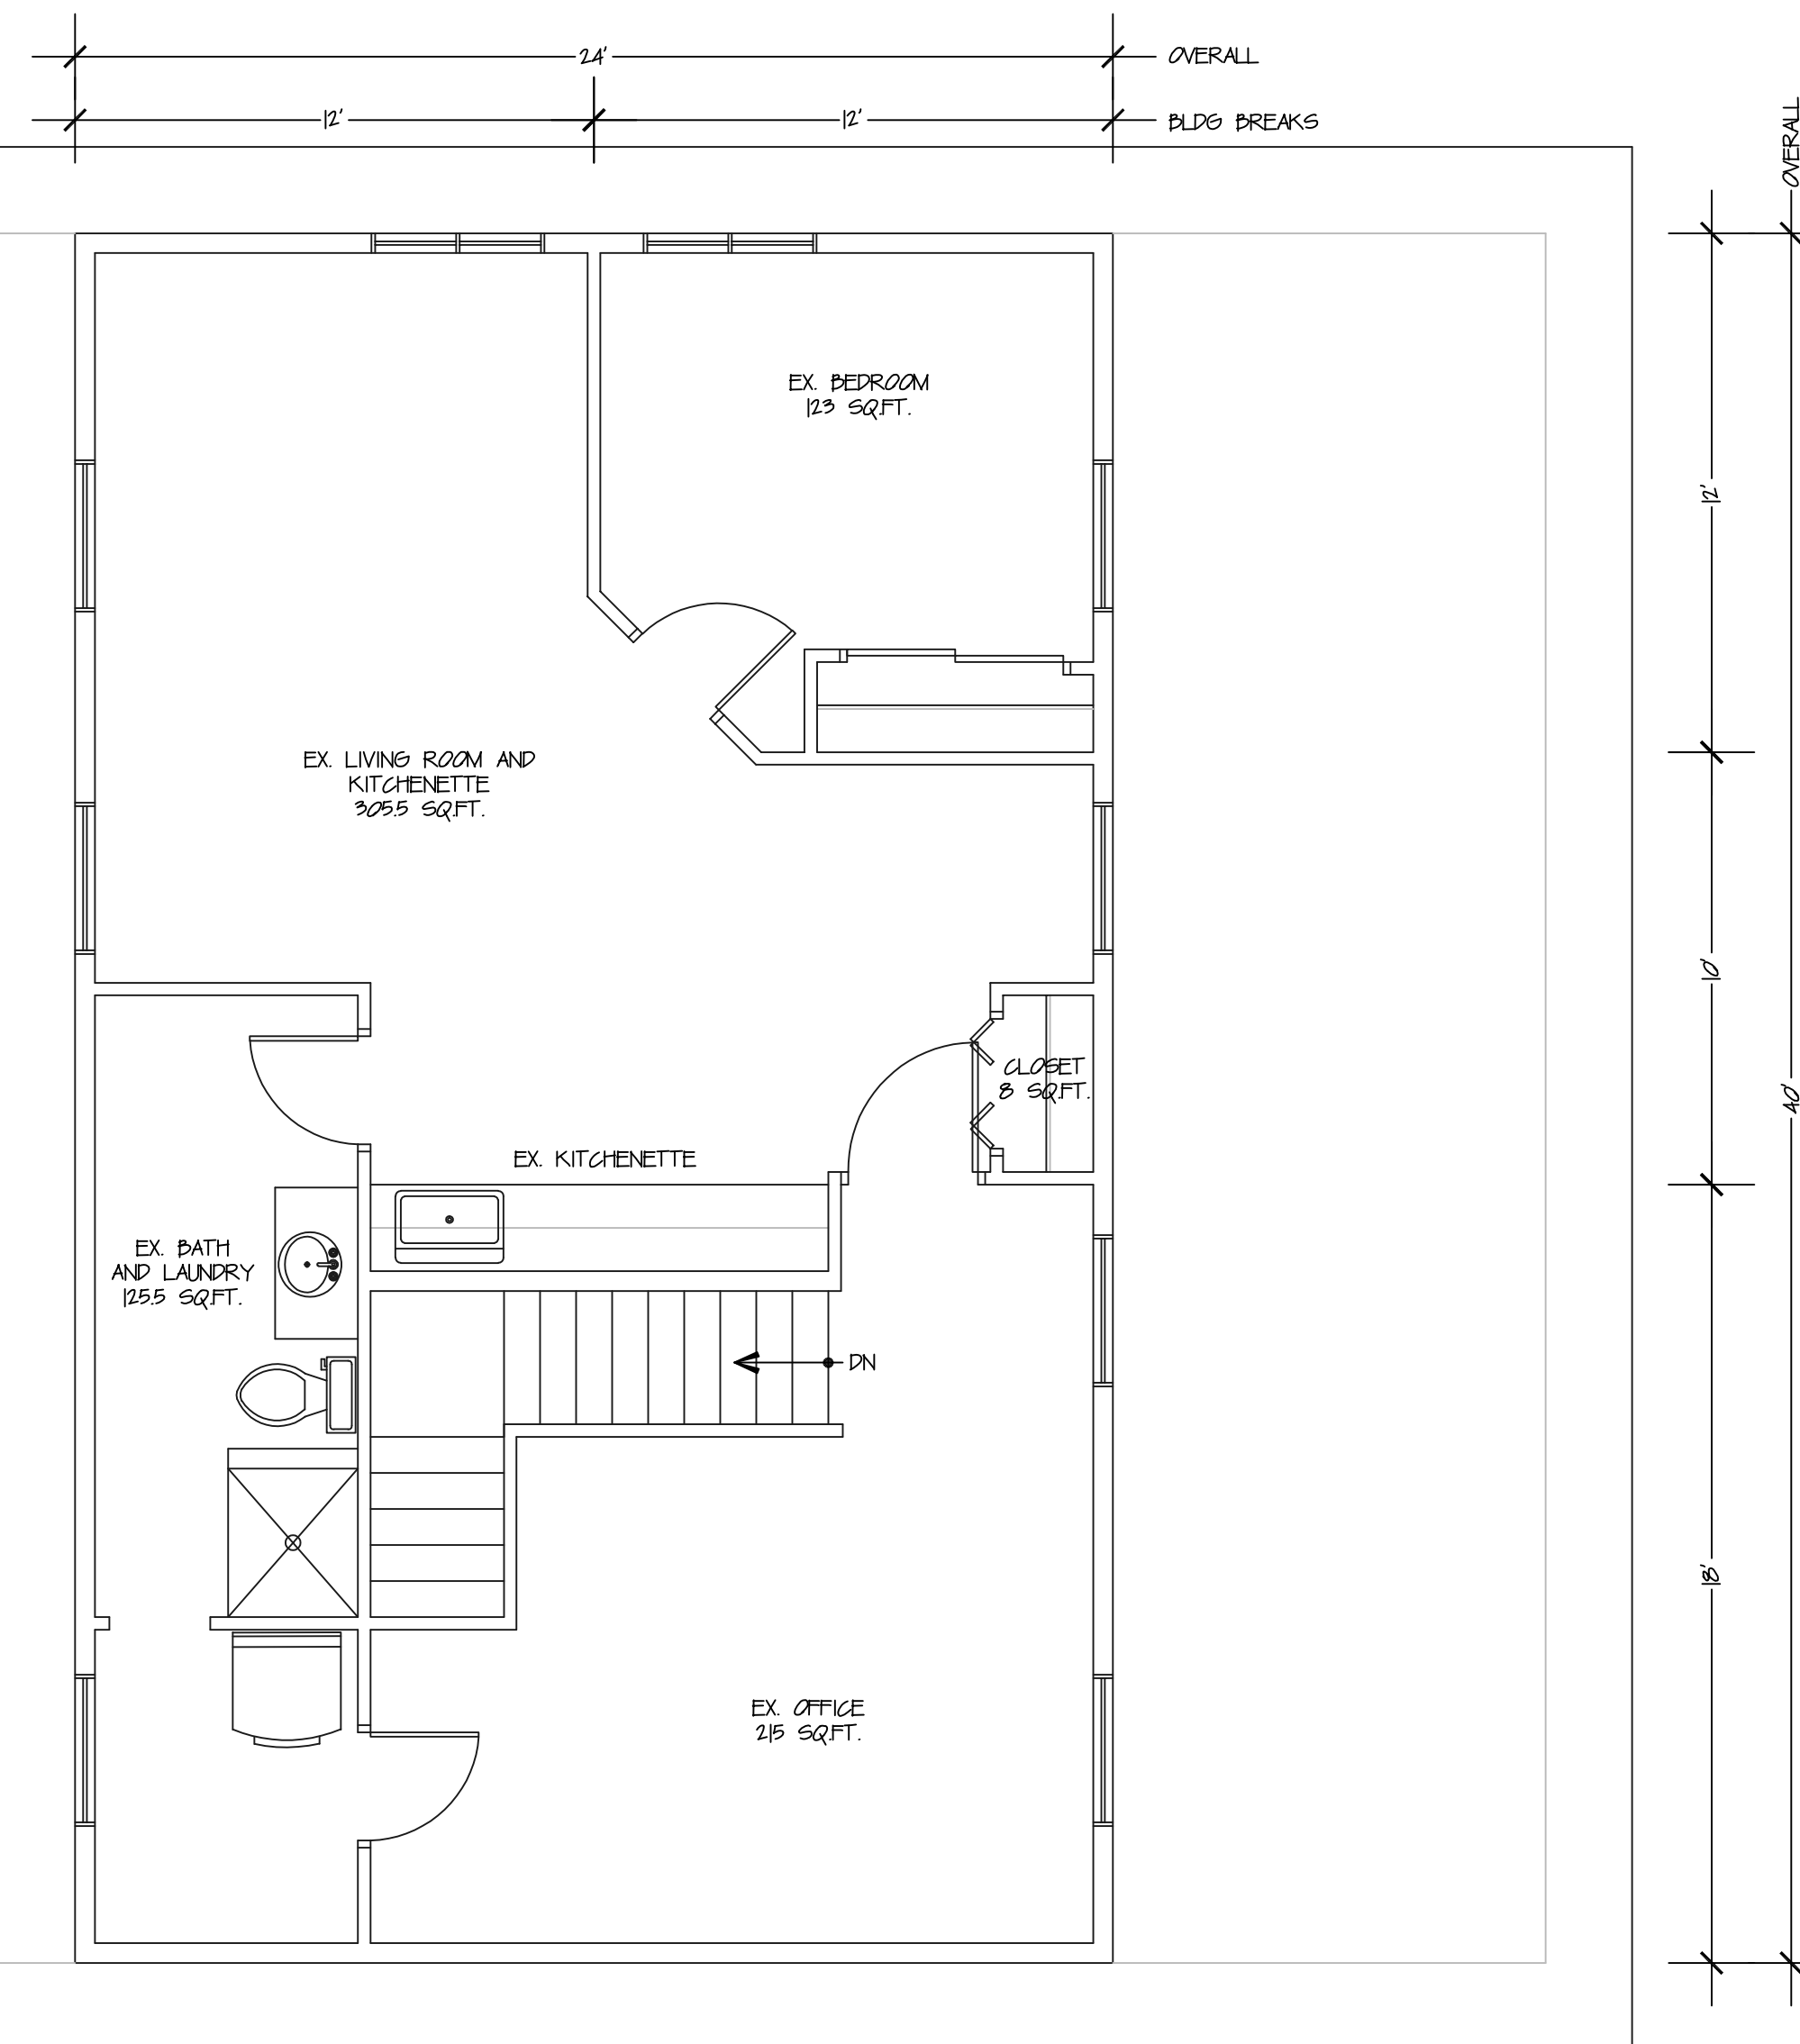 24'
OVERALL
12'
12'
BLDG BREAKS
OVERALL
EX. BEDROOM
123 SQ.FT.
12'
EX. LIVING ROOM AND
KITCHENETTE
305.5 SQ.FT.
10'
CLOSET
8 SQ.FT.
40'
EX. KITCHENETTE
EX. BATH
AND LAUNDRY
125.5 SQ.FT.
DN
18'
EX. OFFICE
215 SQ.FT.